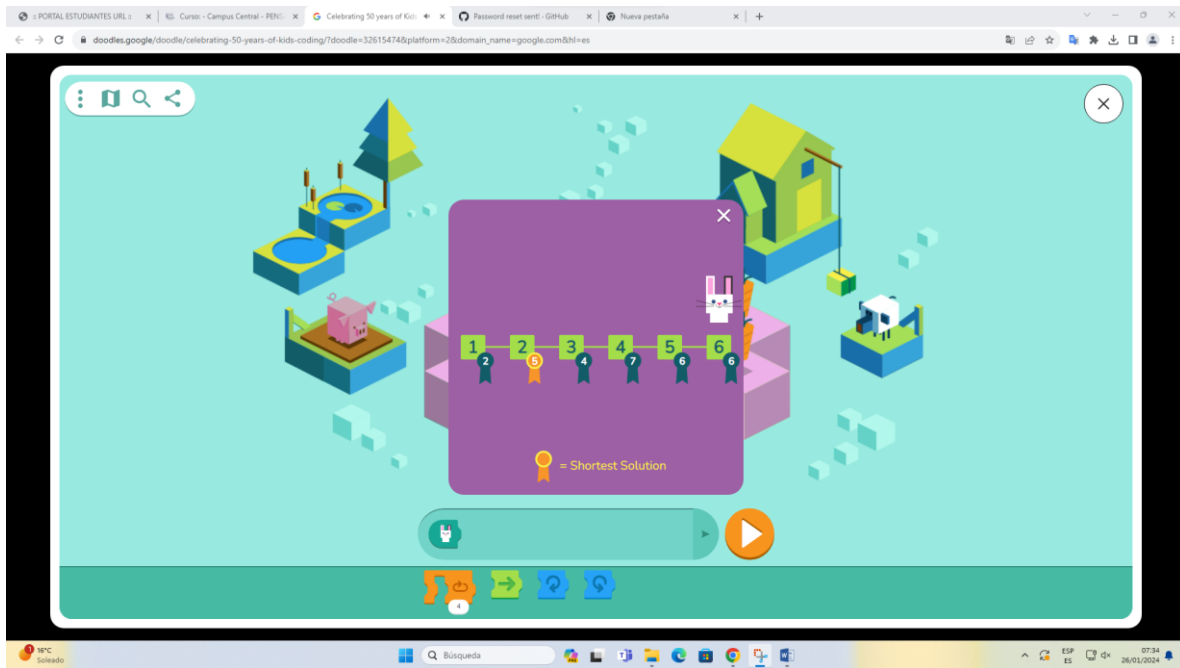 :: PORTAL ESTUDIANTES URL ::
Curso: - Campus Central - PENS
Celebrating 50 years of Kids
Password reset sent! · GitHub
Nueva pestaña
doodles.google/doodle/celebrating-50-years-of-kids-coding/?doodle=32615474&platform=2&domain_name=google.com&hl=es
1 2 3 4 5 6
2 5 4 7 6 6
= Shortest Solution
4
1
16°C
Soleado
Búsqueda
ESP
ES
07:34
26/01/2024